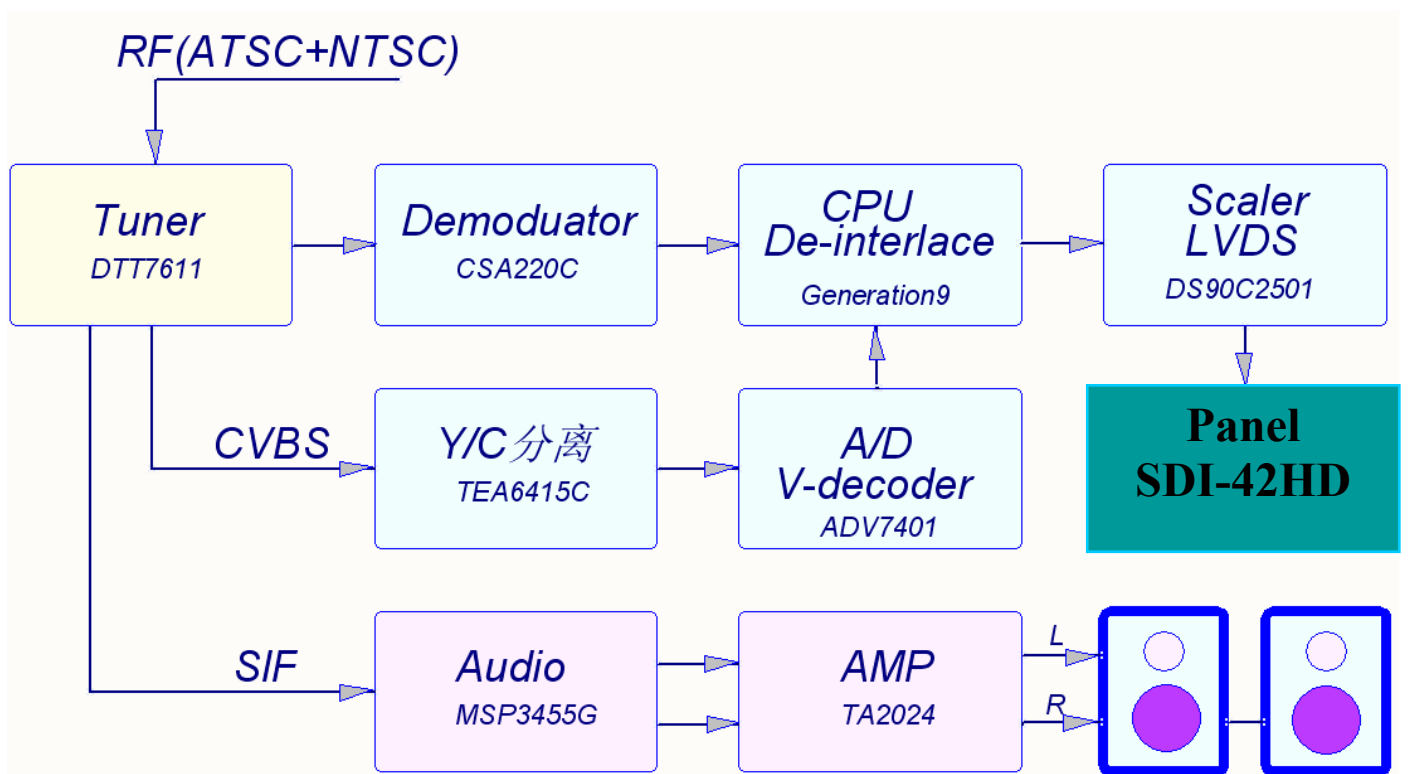 RF(ATSC+NTSC)
Tuner
DTT7611
Demoduator
CSA220C
CPU
De-interlace
Generation9
Scaler
LVDS
DS90C2501
CVBS
Y/C分离
TEA6415C
A/D
V-decoder
ADV7401
Panel
SDI-42HD
SIF
Audio
MSP3455G
AMP
TA2024
L
R